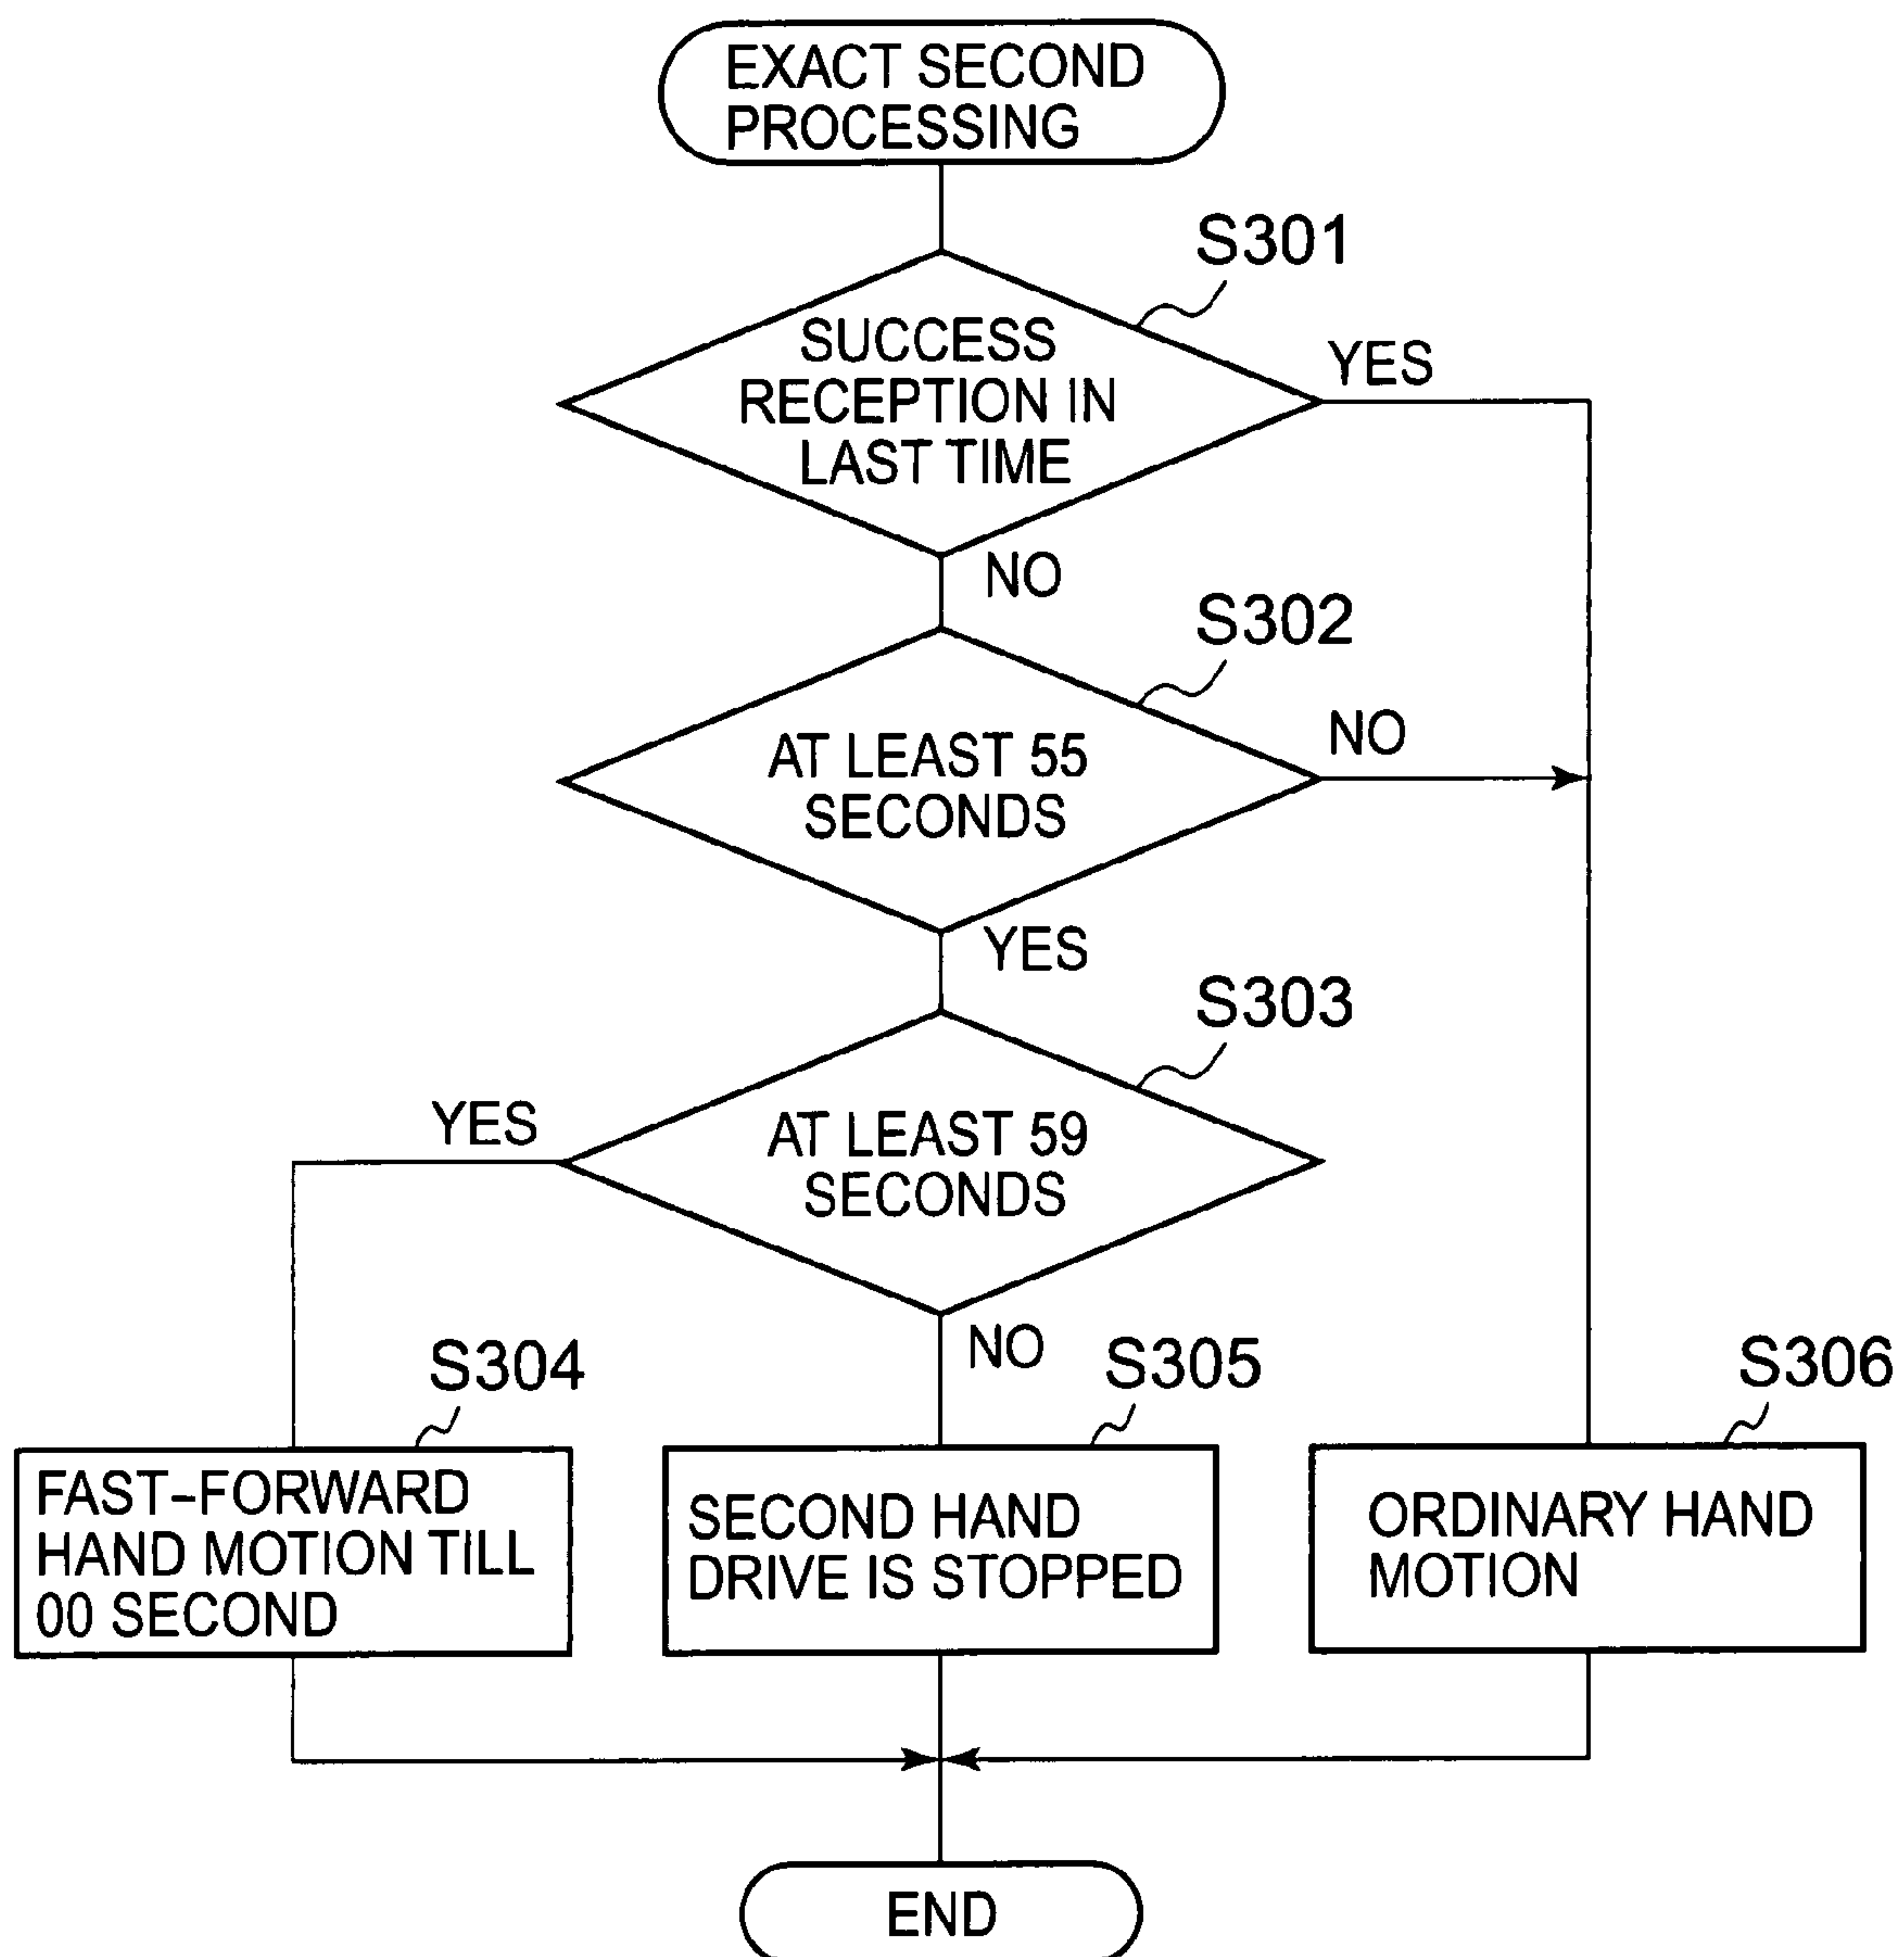 EXACT SECOND
PROCESSING
S301
SUCCESS
RECEPTION IN
LAST TIME
YES
NO
S302
AT LEAST 55
SECONDS
NO
YES
S303
AT LEAST 59
SECONDS
YES
NO
S304
FAST-FORWARD
HAND MOTION TILL
00 SECOND
S305
SECOND HAND
DRIVE IS STOPPED
S306
ORDINARY HAND
MOTION
END